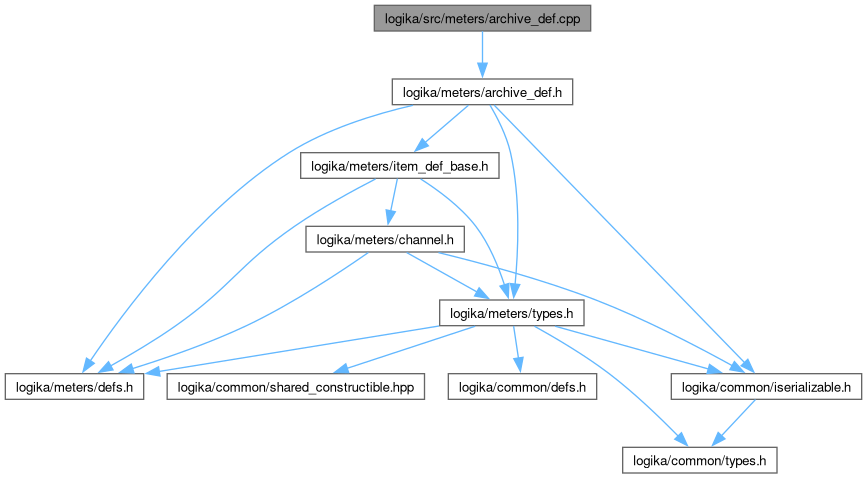 logika/src/meters/archive_def.cpp
logika/meters/archive_def.h
logika/meters/item_def_base.h
logika/meters/channel.h
logika/meters/types.h
logika/meters/defs.h
logika/common/shared_constructible.hpp
logika/common/defs.h
logika/common/iserializable.h
logika/common/types.h